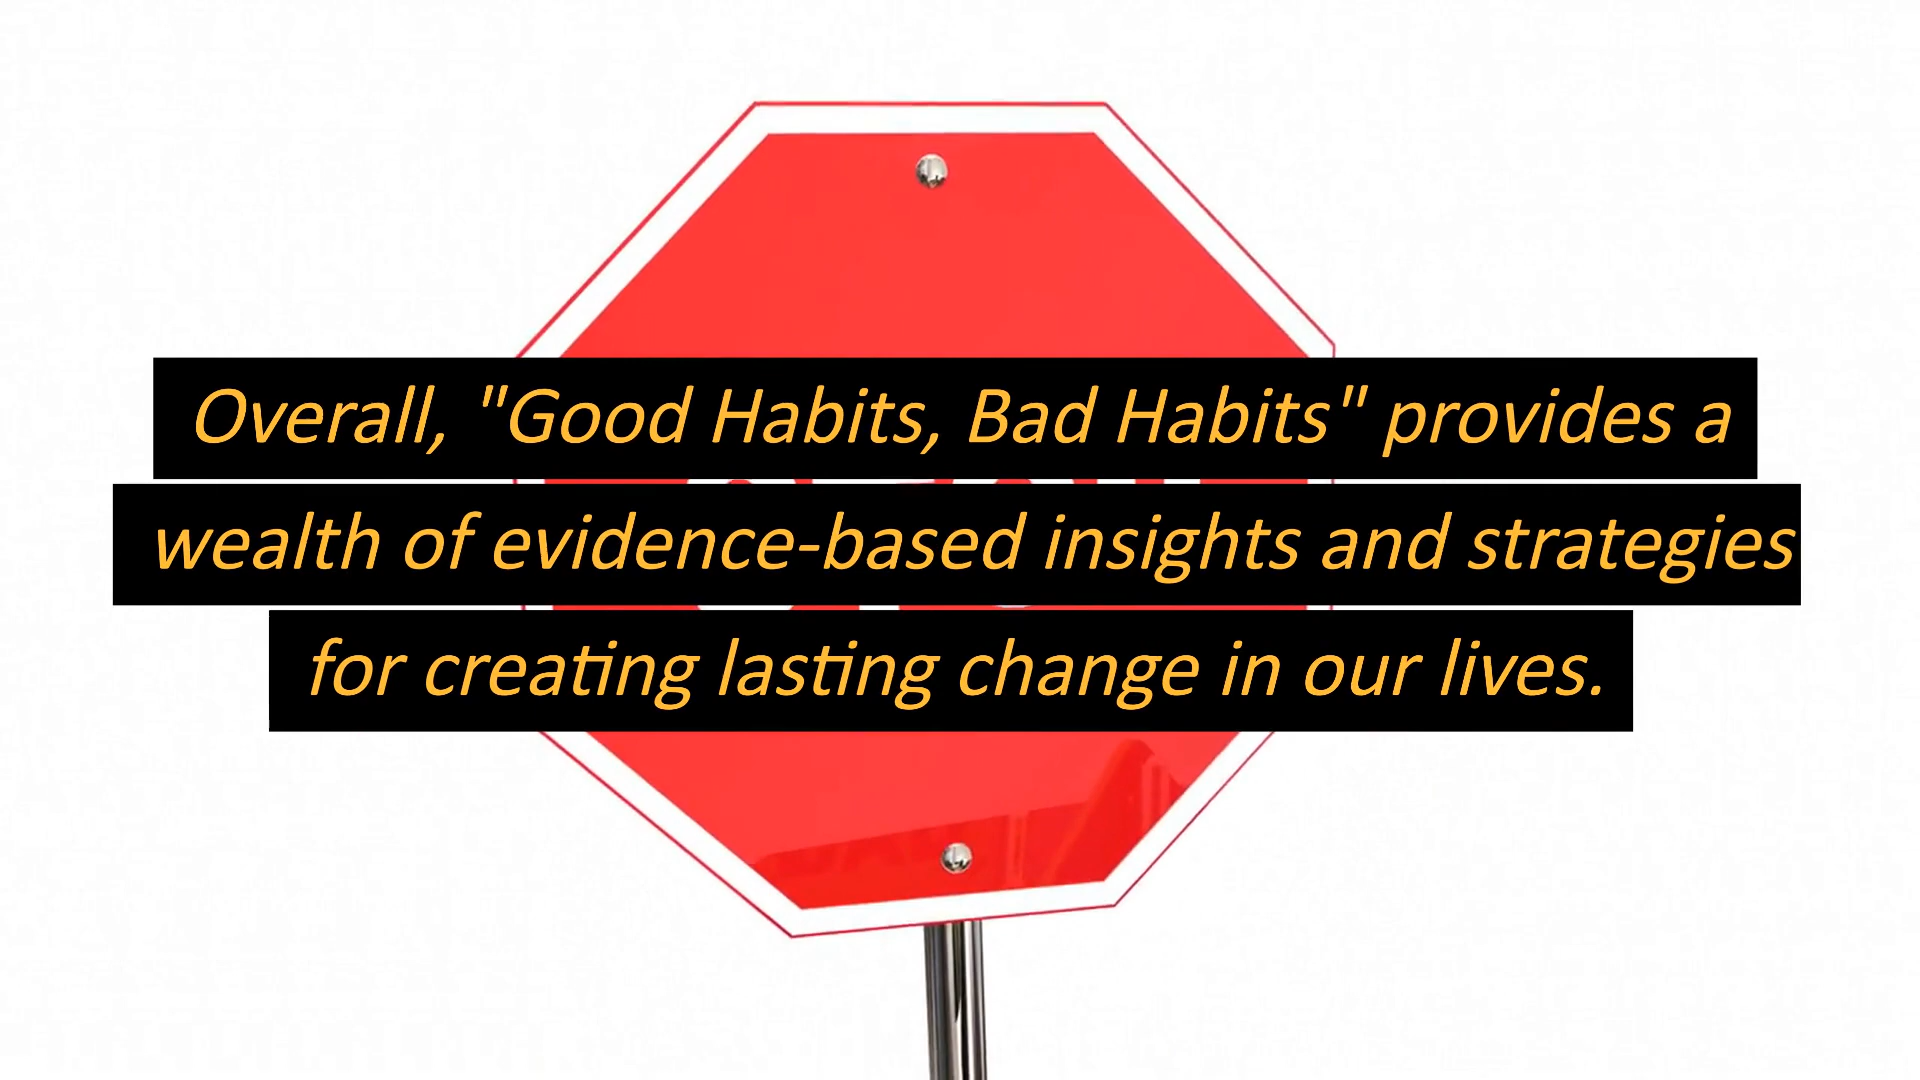 Overall, "Good Habits, Bad Habits" provides a
wealth of evidence-based insights and strategies
for creating lasting change in our lives.